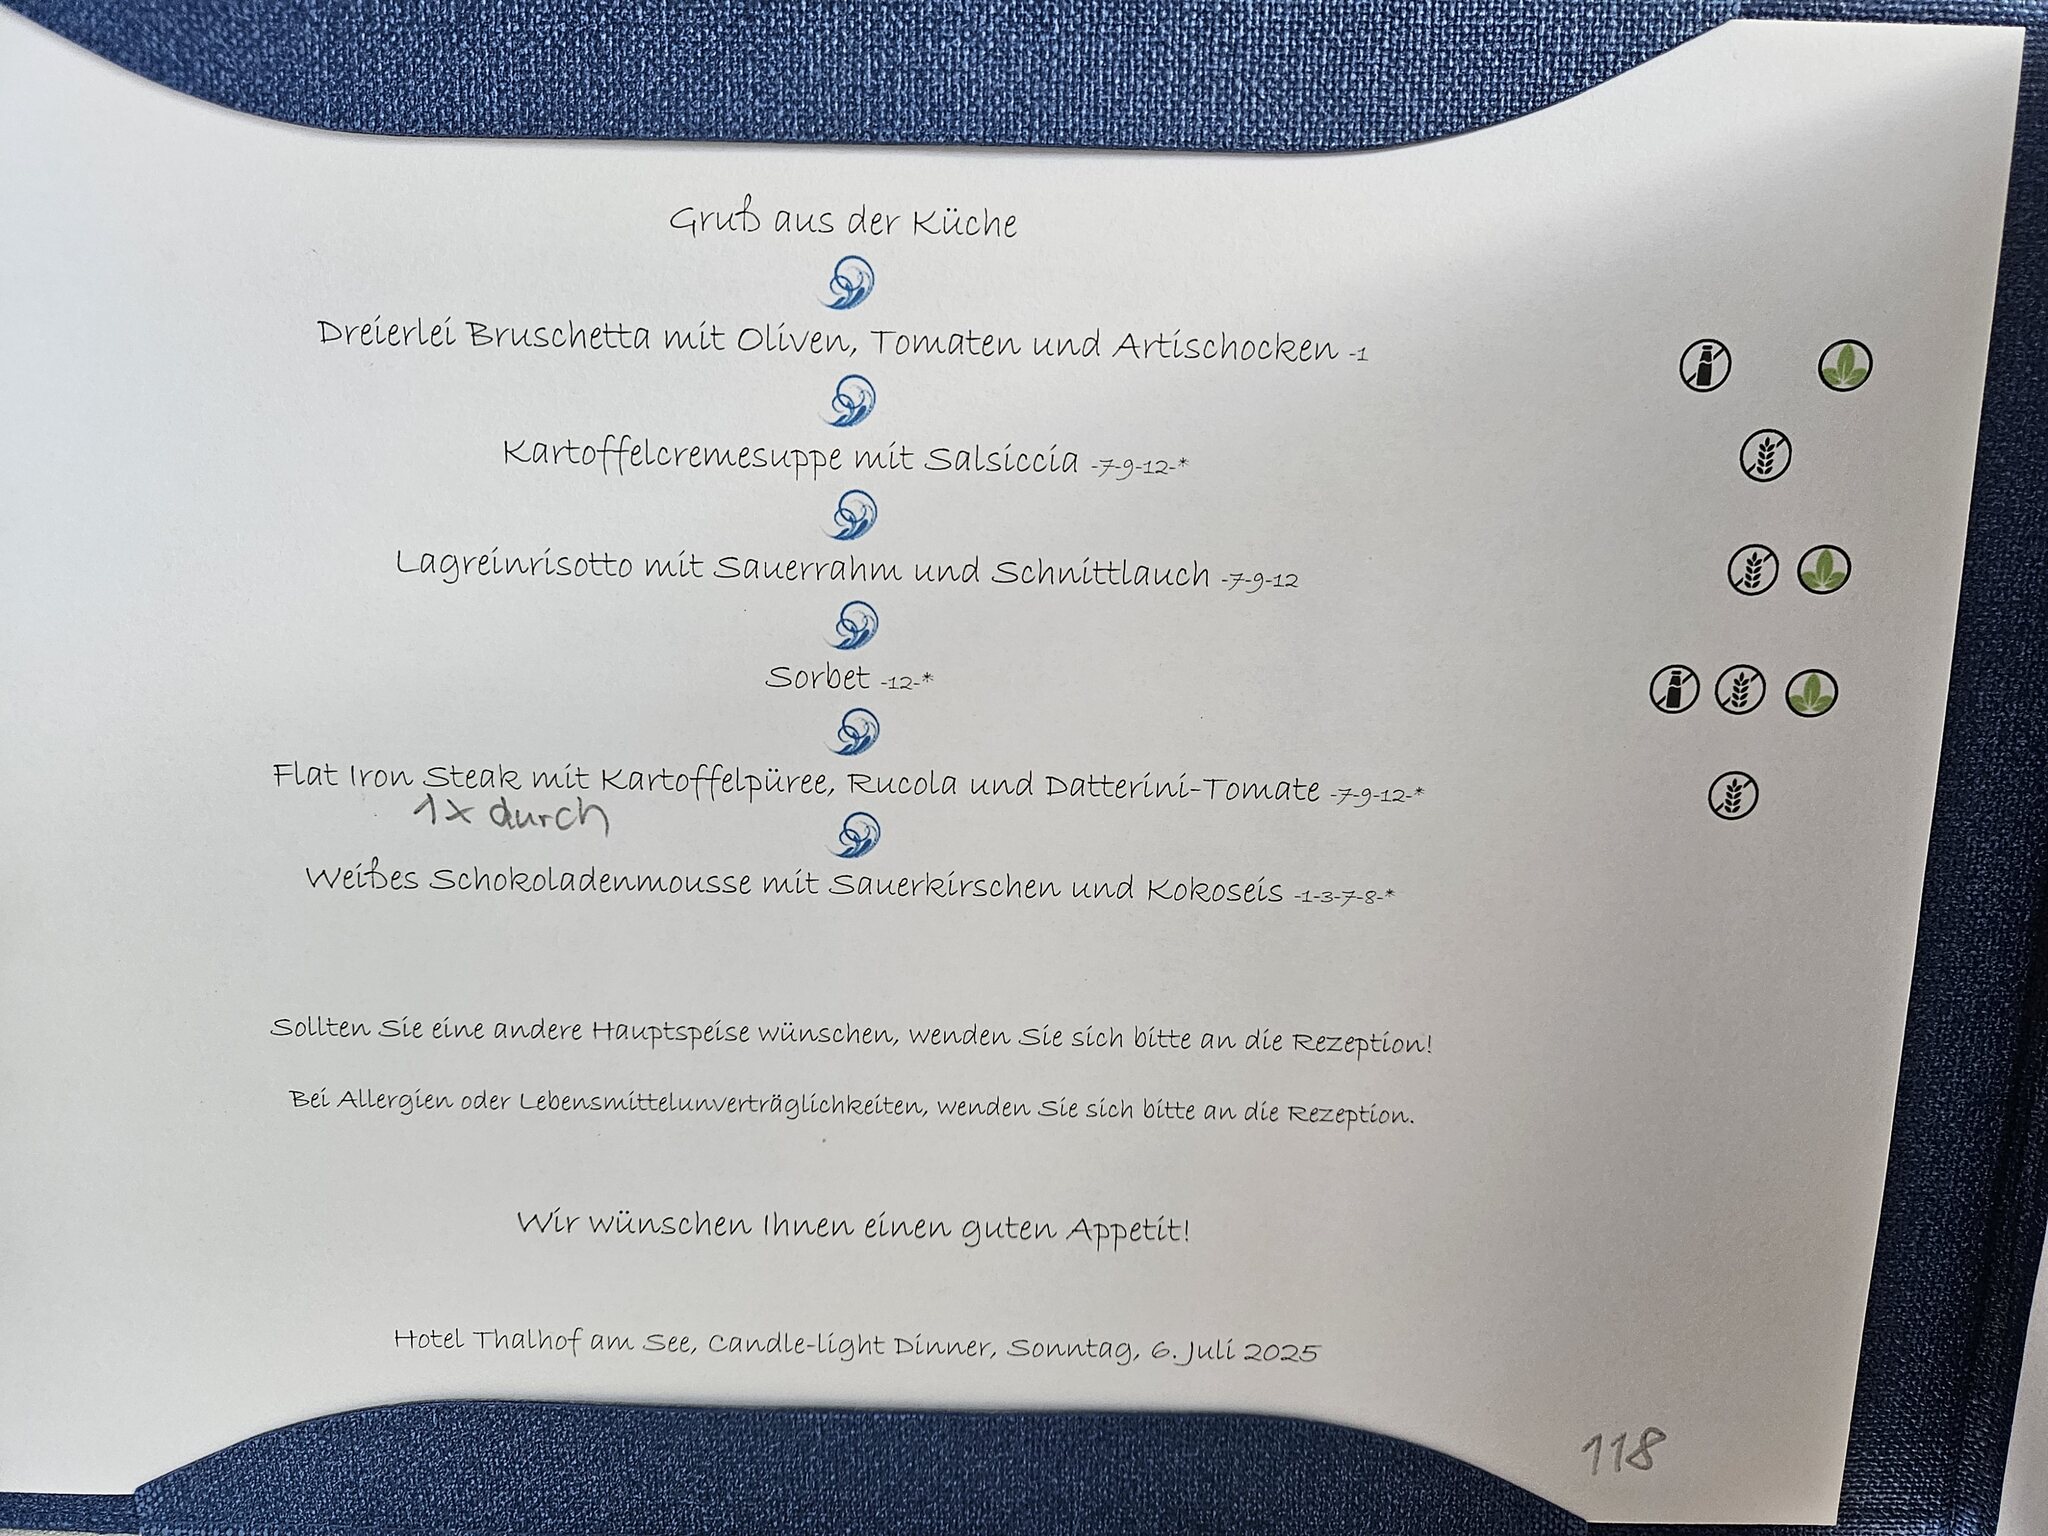 Gruß aus der Küche
Dreierlei Bruschetta mit Oliven, Tomaten und Artischocken -1
Kartoffelcremesuppe mit Salsiccia -7-9-12-*
Lagreinrisotto mit Sauerrahm und Schnittlauch -7-9-12
Sorbet -12-*
Flat Iron Steak mit Kartoffelpüree, Rucola und Datterini-Tomate -7-9-12-*
1x durch
Weißes Schokoladenmousse mit Sauerkirschen und Kokoseis -1-3-7-8-*
Sollten Sie eine andere Hauptspeise wünschen, wenden Sie sich bitte an die Rezeption!
Bei Allergien oder Lebensmittelunverträglichkeiten, wenden Sie sich bitte an die Rezeption.
Wir wünschen Ihnen einen guten Appetit!
Hotel Thalhof am See, Candle-light Dinner, Sonntag, 6. Juli 2025
118